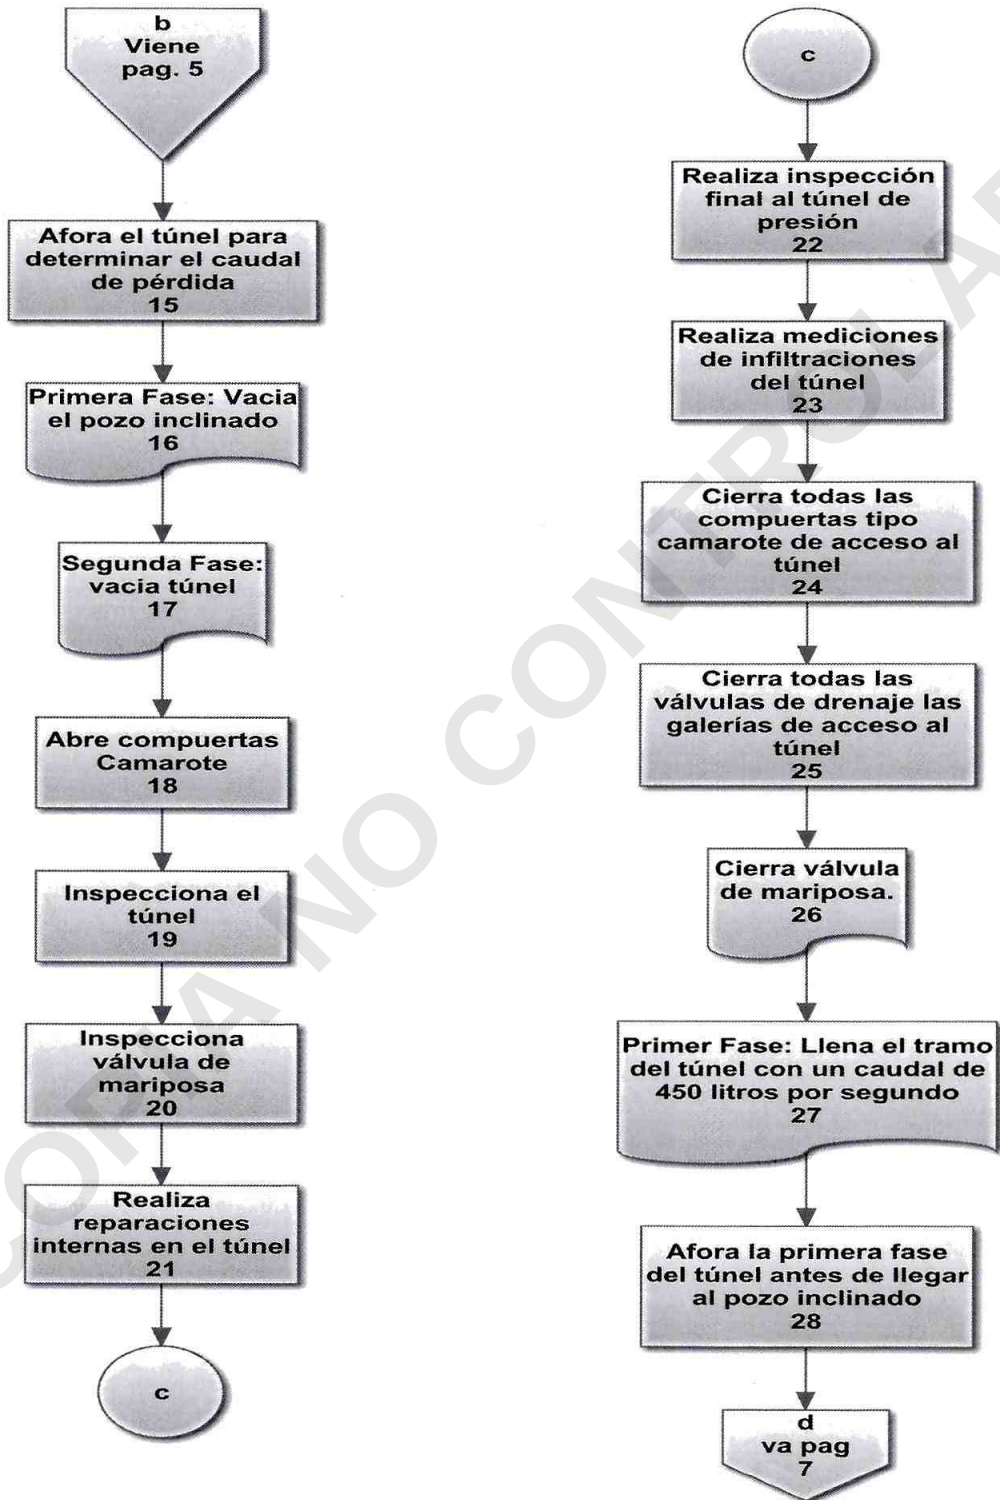 b
Viene
pag. 5
Afora el túnel para
determinar el caudal
de pérdida
15
Primera Fase: Vacia
el pozo inclinado
16
Segunda Fase:
vacia túnel
17
Abre compuertas
Camarote
18
Inspecciona el
túnel
19
Inspecciona
válvula de
mariposa
20
Realiza
reparaciones
internas en el túnel
21
c
c
Realiza inspección
final al túnel de
presión
22
Realiza mediciones
de infiltraciones
del túnel
23
Cierra todas las
compuertas tipo
camarote de acceso al
túnel
24
Cierra todas las
válvulas de drenaje las
galerías de acceso al
túnel
25
Cierra válvula
de mariposa.
26
Primer Fase: Llena el tramo
del túnel con un caudal de
450 litros por segundo
27
Afora la primera fase
del túnel antes de llegar
al pozo inclinado
28
d
va pag
7
COPIA NO CONTROLAD